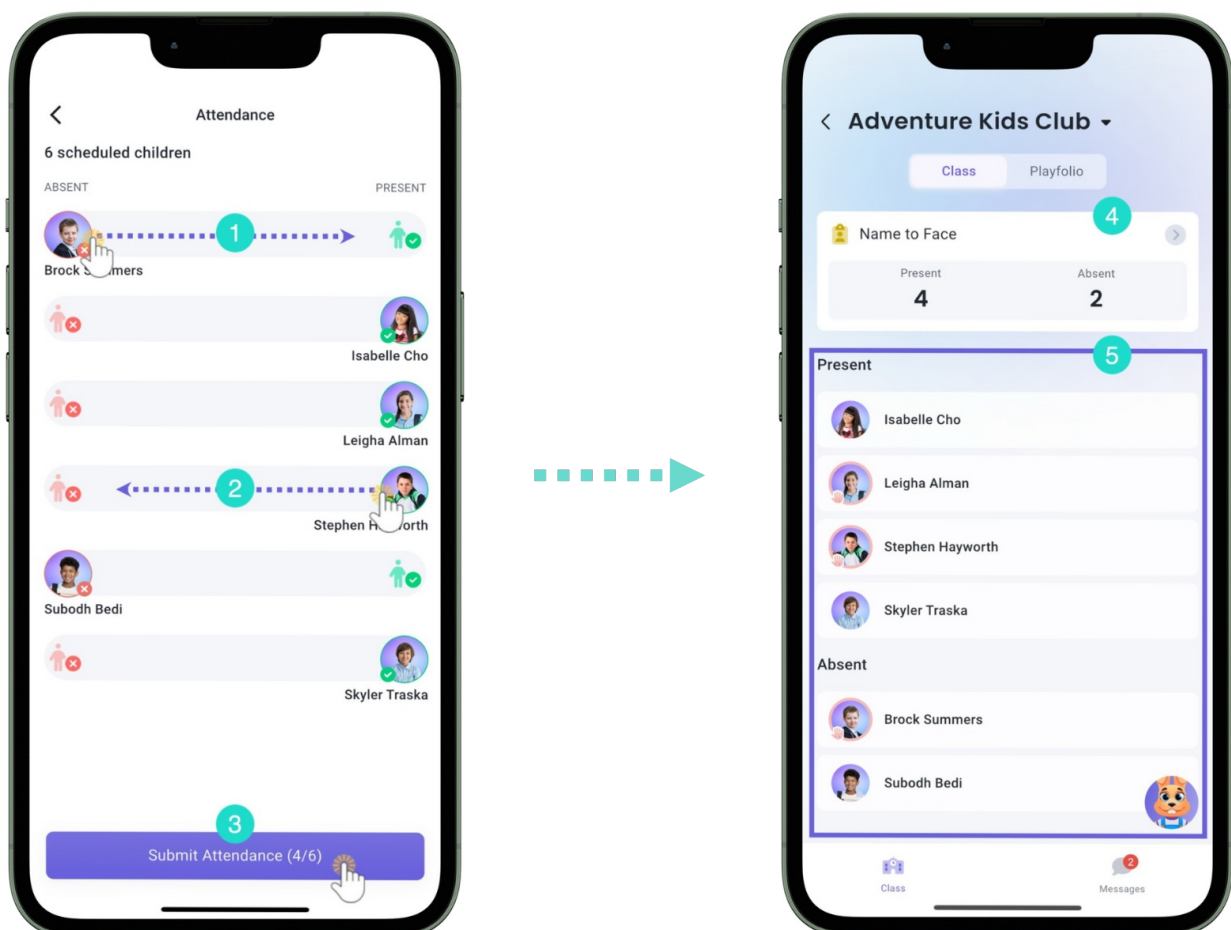 Attendance
6 scheduled children
ABSENT PRESENT
1
Brock Summers
Isabelle Cho
Leigha Alman
2
Stephen Hayworth
Subodh Bedi
Skyler Traska
3
Submit Attendance (4/6)
Adventure Kids Club
Class Playfolio
4
Name to Face
Present Absent
4 2
5
Present
Isabelle Cho
Leigha Alman
Stephen Hayworth
Skyler Traska
Absent
Brock Summers
Subodh Bedi
2
Class Messages